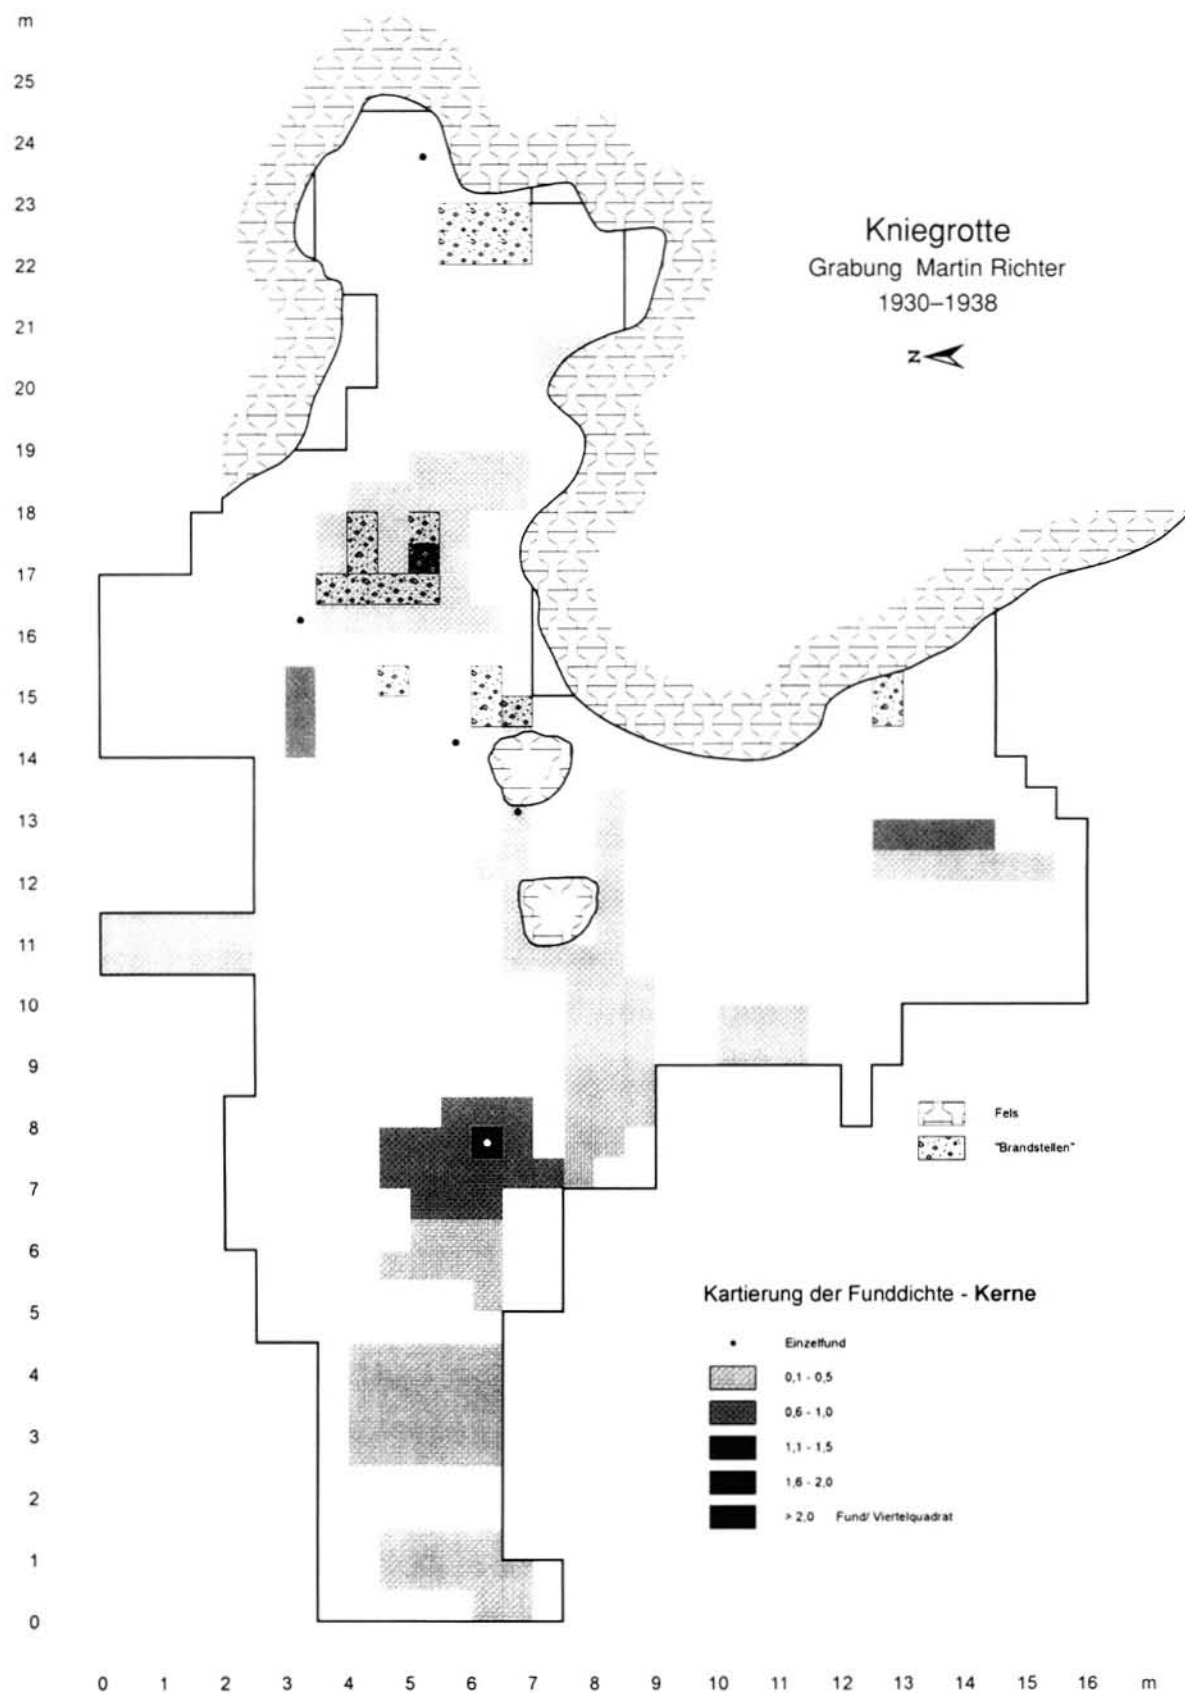 m
25
24
23
22
21
20
19
18
17
16
15
14
13
12
11
10
9
8
7
6
5
4
3
2
1
0
Kniegrotte
Grabung Martin Richter
1930–1938
z
Fels
"Brandstellen"
Kartierung der Funddichte - Kerne
Einzelfund
0,1 - 0,5
0,6 - 1,0
1,1 - 1,5
1,6 - 2,0
> 2,0 Fund/ Viertelquadrat
0 1 2 3 4 5 6 7 8 9 10 11 12 13 14 15 16 m